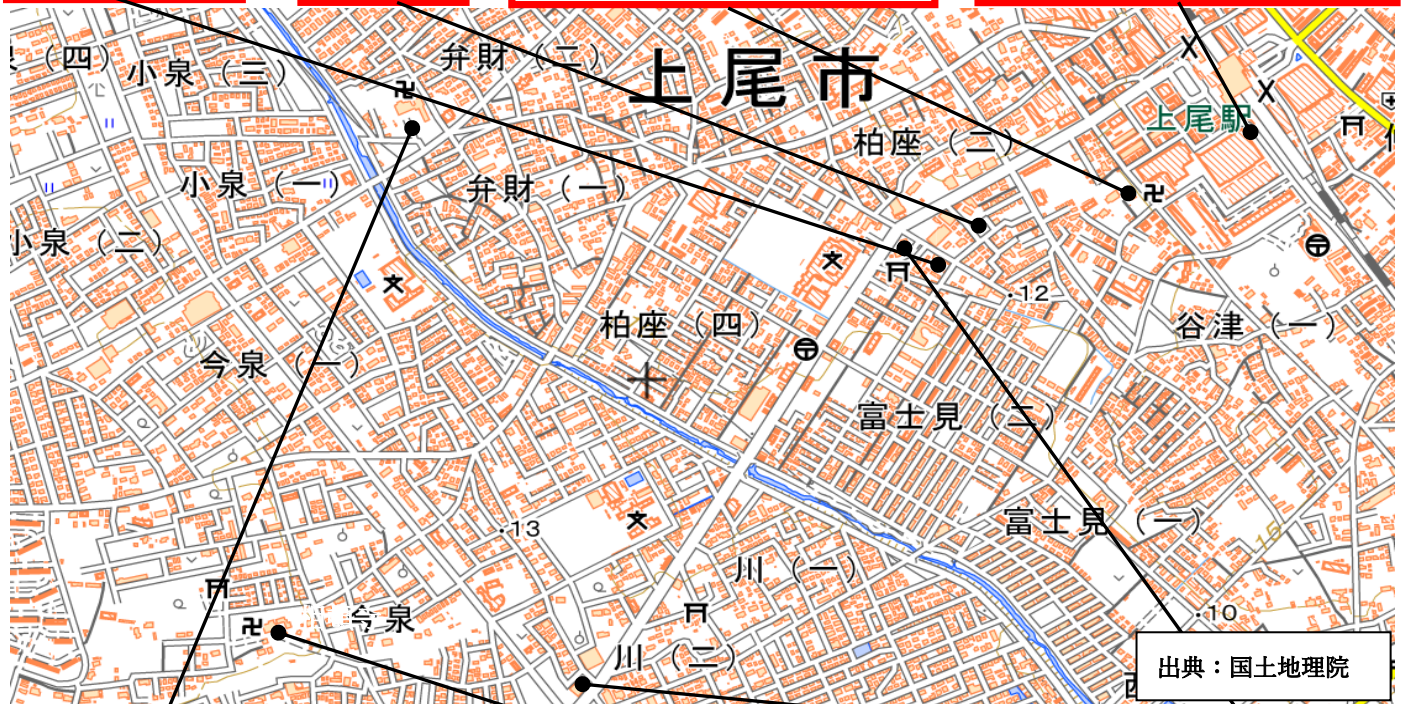 弁財（二）
（四）
小泉（三）
上尾市
上尾駅
柏座（二）
小泉（一）
弁財（一）
小泉（二）
文
・12
柏座（四）
谷津（一）
今泉（一）
富士見（二）
文
・13
富士見（一）
川（一）
・10
今泉
川（二）
出典：国土地理院